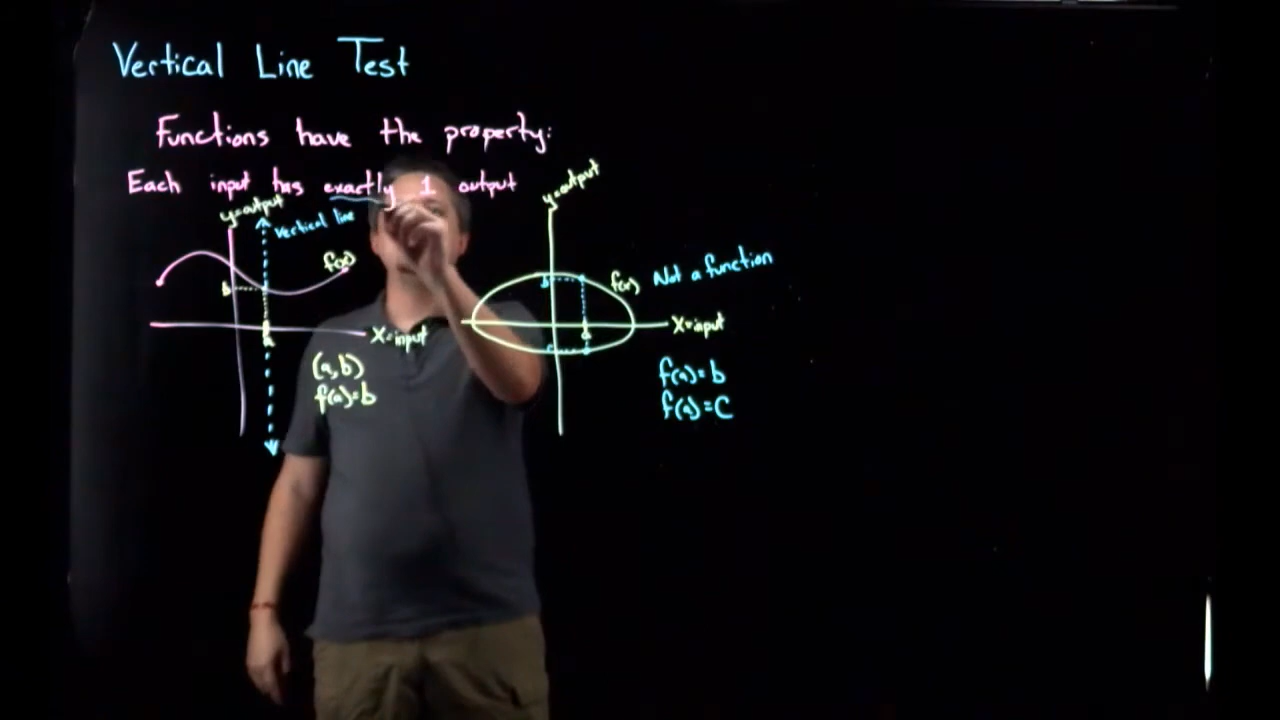 Vertical Line Test
Functions have the property:
Each input has exactly 1 output
y=output
vertical line
f(x)
b
a
X=input
(a,b)
f(a)=b
y=output
f(x)
Not a function
b
a
c
X=input
f(a)=b
f(a)=C